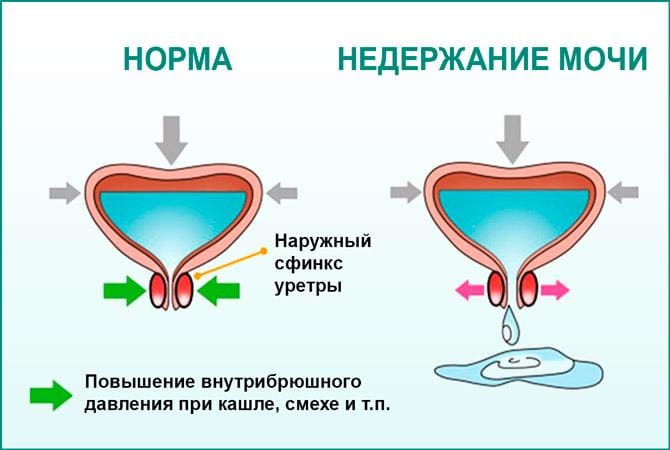 НОРМА
НЕДЕРЖАНИЕ МОЧИ
Наружный
сфинкс
уретры
Повышение внутрибрюшного
давления при кашле, смехе и т.п.